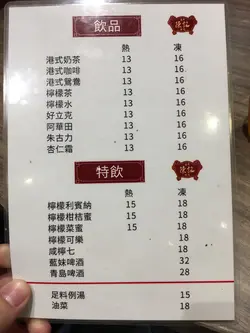 飲品
熱 凍
港式奶茶 13 16
港式咖啡 13 16
港式鴛鴦 13 16
檸檬茶 13 16
檸檬水 13 16
好立克 13 16
阿華田 13 16
朱古力 13 16
杏仁霜 13 16
特飲
熱 凍
檸檬利賓納 15 18
檸檬柑桔蜜 15 18
檸檬菜蜜 15 18
檸檬可樂 18
咸檸七 18
藍妹啤酒 32
青島啤酒 28
足料例湯 15
油菜 18